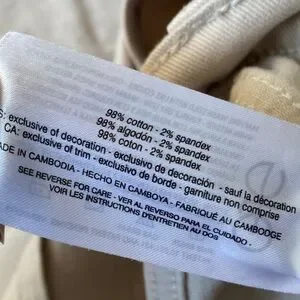 98% cotton - 2% spandex
98% algodón - 2% spandex
98% coton - 2% spandex
S: exclusive of decoration - exclusivo de decoración - sauf la décoration
CA: exclusive of trim - exclusivo de borde - garniture non comprise
MADE IN CAMBODIA - HECHO EN CAMBOYA - FABRIQUÉ AU CAMBODGE
SEE REVERSE FOR CARE - VER AL REVERSO PARA EL CUIDADO -
VOIR LES INSTRUCTIONS D'ENTRETIEN AU DOS